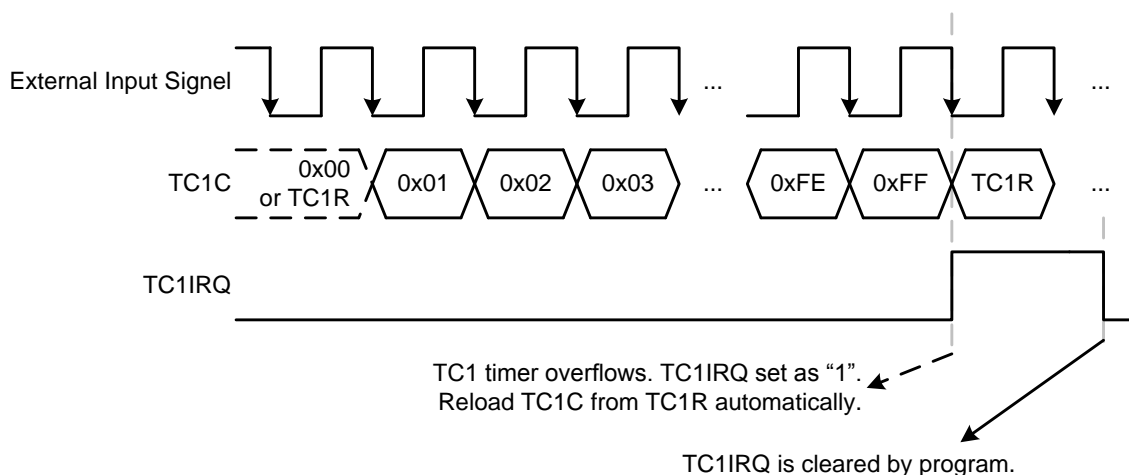 External Input Signel
...
...
TC1C
0x00
or TC1R
0x01
0x02
0x03
...
0xFE
0xFF
TC1R
...
TC1IRQ
TC1 timer overflows. TC1IRQ set as “1”.
Reload TC1C from TC1R automatically.
TC1IRQ is cleared by program.